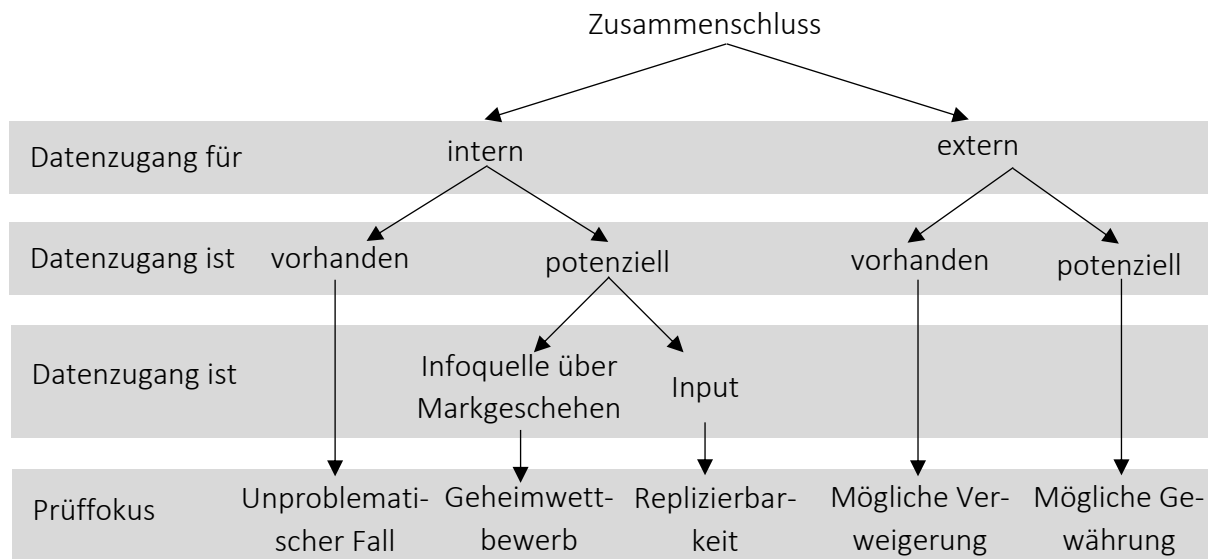 Zusammenschluss
Datenzugang für
intern
extern
Datenzugang ist
vorhanden
potenziell
vorhanden
potenziell
Datenzugang ist
Infoquelle über
Markgeschehen
Input
Prüffokus
Unproblemati-
scher Fall
Geheimwett-
bewerb
Replizierbar-
keit
Mögliche Ver-
weigerung
Mögliche Ge-
währung